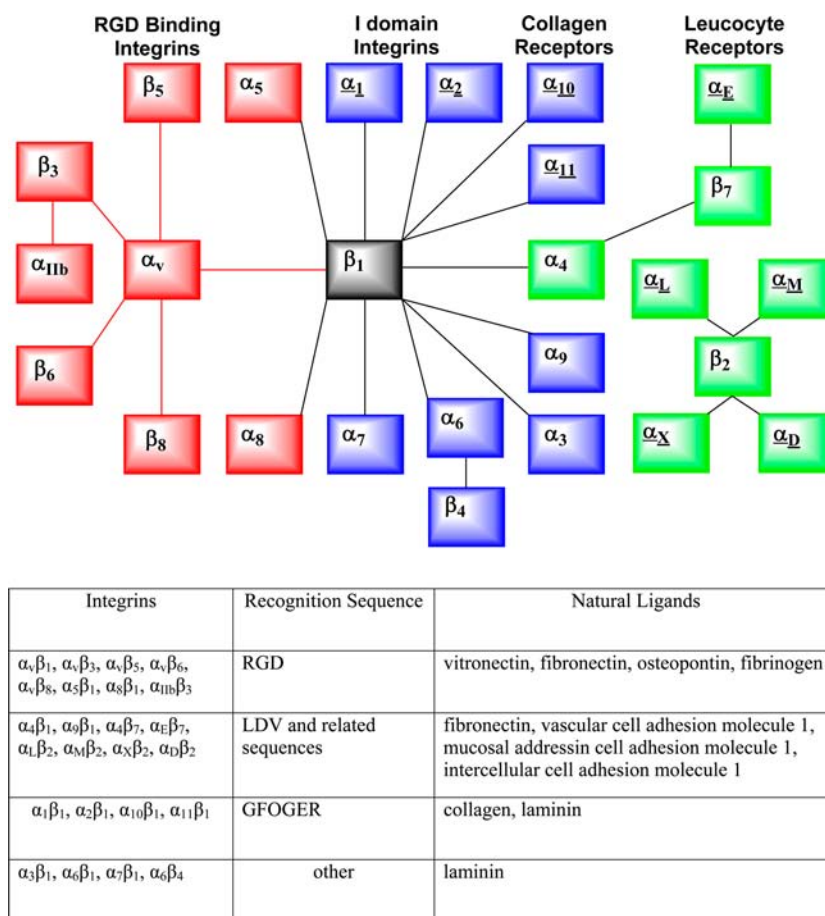 RGD Binding Integrins
I domain Integrins
Collagen Receptors
Leucocyte Receptors
β5 α5 α1 α2 α10 αE
β3 α11 β7
αIIb αv β1 α4 αL αM
β6 α9 β2
β8 α8 α7 α6 α3 αX αD
β4
Integrins Recognition Sequence Natural Ligands
αvβ1, αvβ3, αvβ5, αvβ6, RGD vitronectin, fibronectin, osteopontin, fibrinogen
αvβ8, α5β1, α8β1, αIIbβ3
α4β1, α9β1, α4β7, αEβ7, LDV and related fibronectin, vascular cell adhesion molecule 1,
αLβ2, αMβ2, αXβ2, αDβ2 sequences mucosal addressin cell adhesion molecule 1,
intercellular cell adhesion molecule 1
α1β1, α2β1, α10β1, α11β1 GFOGER collagen, laminin
α3β1, α6β1, α7β1, α6β4 other laminin